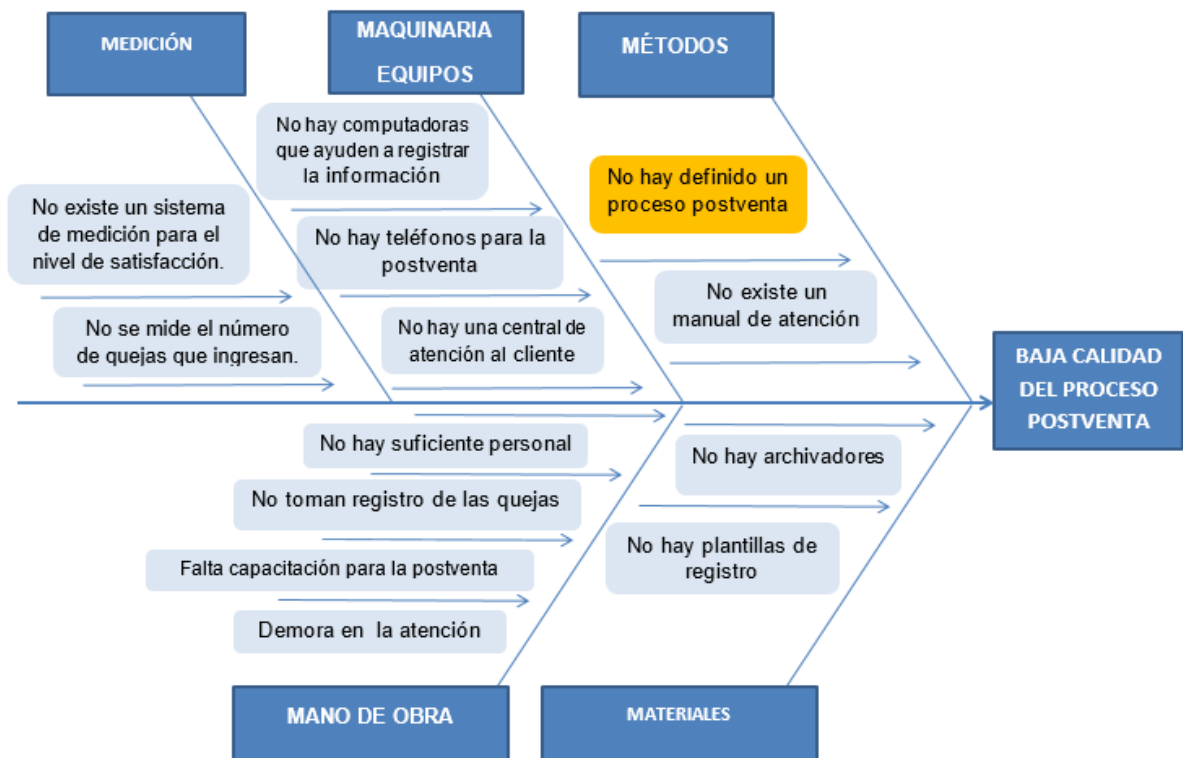 MEDICIÓN
MAQUINARIA
EQUIPOS
MÉTODOS
No hay computadoras
que ayuden a registrar
la información
No hay definido un
proceso postventa
No existe un sistema
de medición para el
nivel de satisfacción.
No hay teléfonos para la
postventa
No existe un
manual de atención
No se mide el número
de quejas que ingresan.
No hay una central de
atención al cliente
BAJA CALIDAD
DEL PROCESO
POSTVENTA
No hay suficiente personal
No hay archivadores
No toman registro de las quejas
No hay plantillas de
registro
Falta capacitación para la postventa
Demora en la atención
MANO DE OBRA
MATERIALES